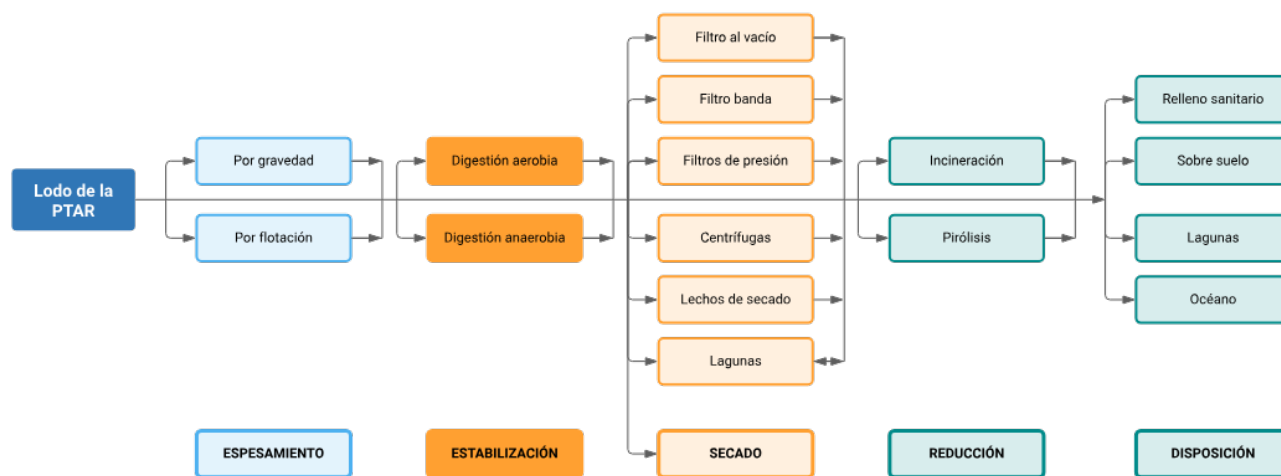 Lodo de la
PTAR
Por gravedad
Por flotación
ESPESAMIENTO
Digestión aerobia
Digestión anaerobia
ESTABILIZACIÓN
Filtro al vacío
Filtro banda
Filtros de presión
Centrífugas
Lechos de secado
Lagunas
SECADO
Incineración
Pirólisis
REDUCCIÓN
Relleno sanitario
Sobre suelo
Lagunas
Océano
DISPOSICIÓN